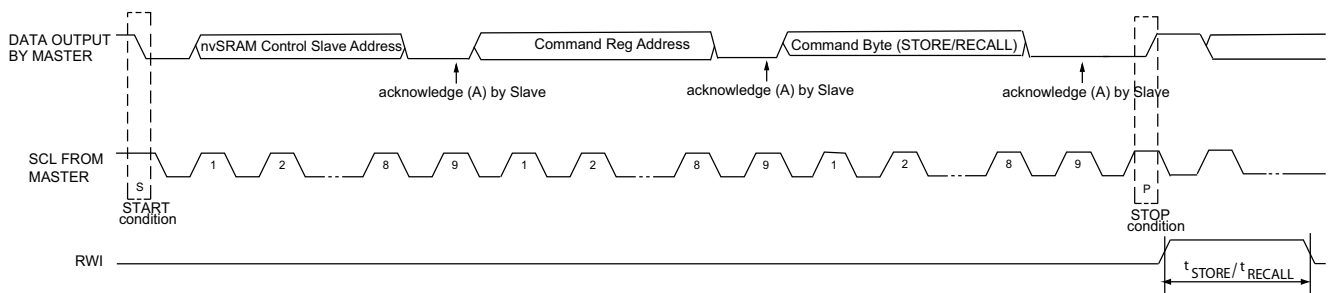 DATA OUTPUT
BY MASTER
nvSRAM Control Slave Address
Command Reg Address
Command Byte (STORE/RECALL)
acknowledge (A) by Slave
acknowledge (A) by Slave
acknowledge (A) by Slave
SCL FROM
MASTER
1
2
8
9
1
2
8
9
1
2
8
9
S
P
START
condition
STOP
condition
RWI
t STORE / t RECALL